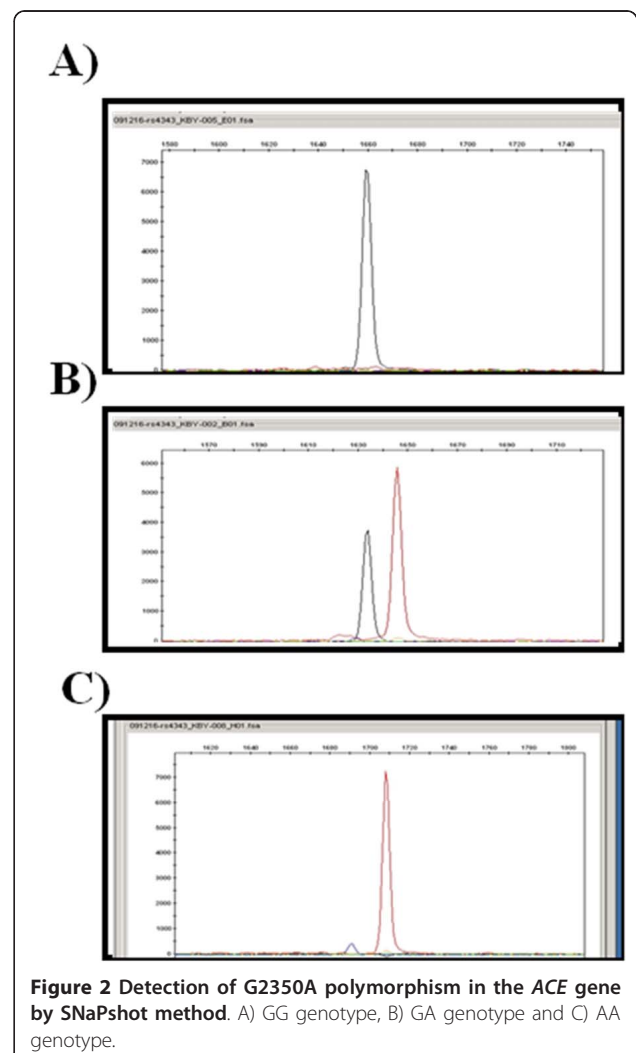 A)
091216-rs4343_KBY-005_E01.fsa
1580 1600 1620 1640 1660 1680 1700 1720 1740
7000
6000
5000
4000
3000
2000
1000
0
B)
091216-rs4343_KBY-002_B01.fsa
1570 1590 1610 1630 1650 1670 1690 1710
6000
5000
4000
3000
2000
1000
0
C)
091216-rs4343_KBY-008_H01.fsa
1620 1640 1660 1680 1700 1720 1740 1760 1780 1800
7000
6000
5000
4000
3000
2000
1000
0
Figure 2 Detection of G2350A polymorphism in the ACE gene
by SNaPshot method. A) GG genotype, B) GA genotype and C) AA
genotype.